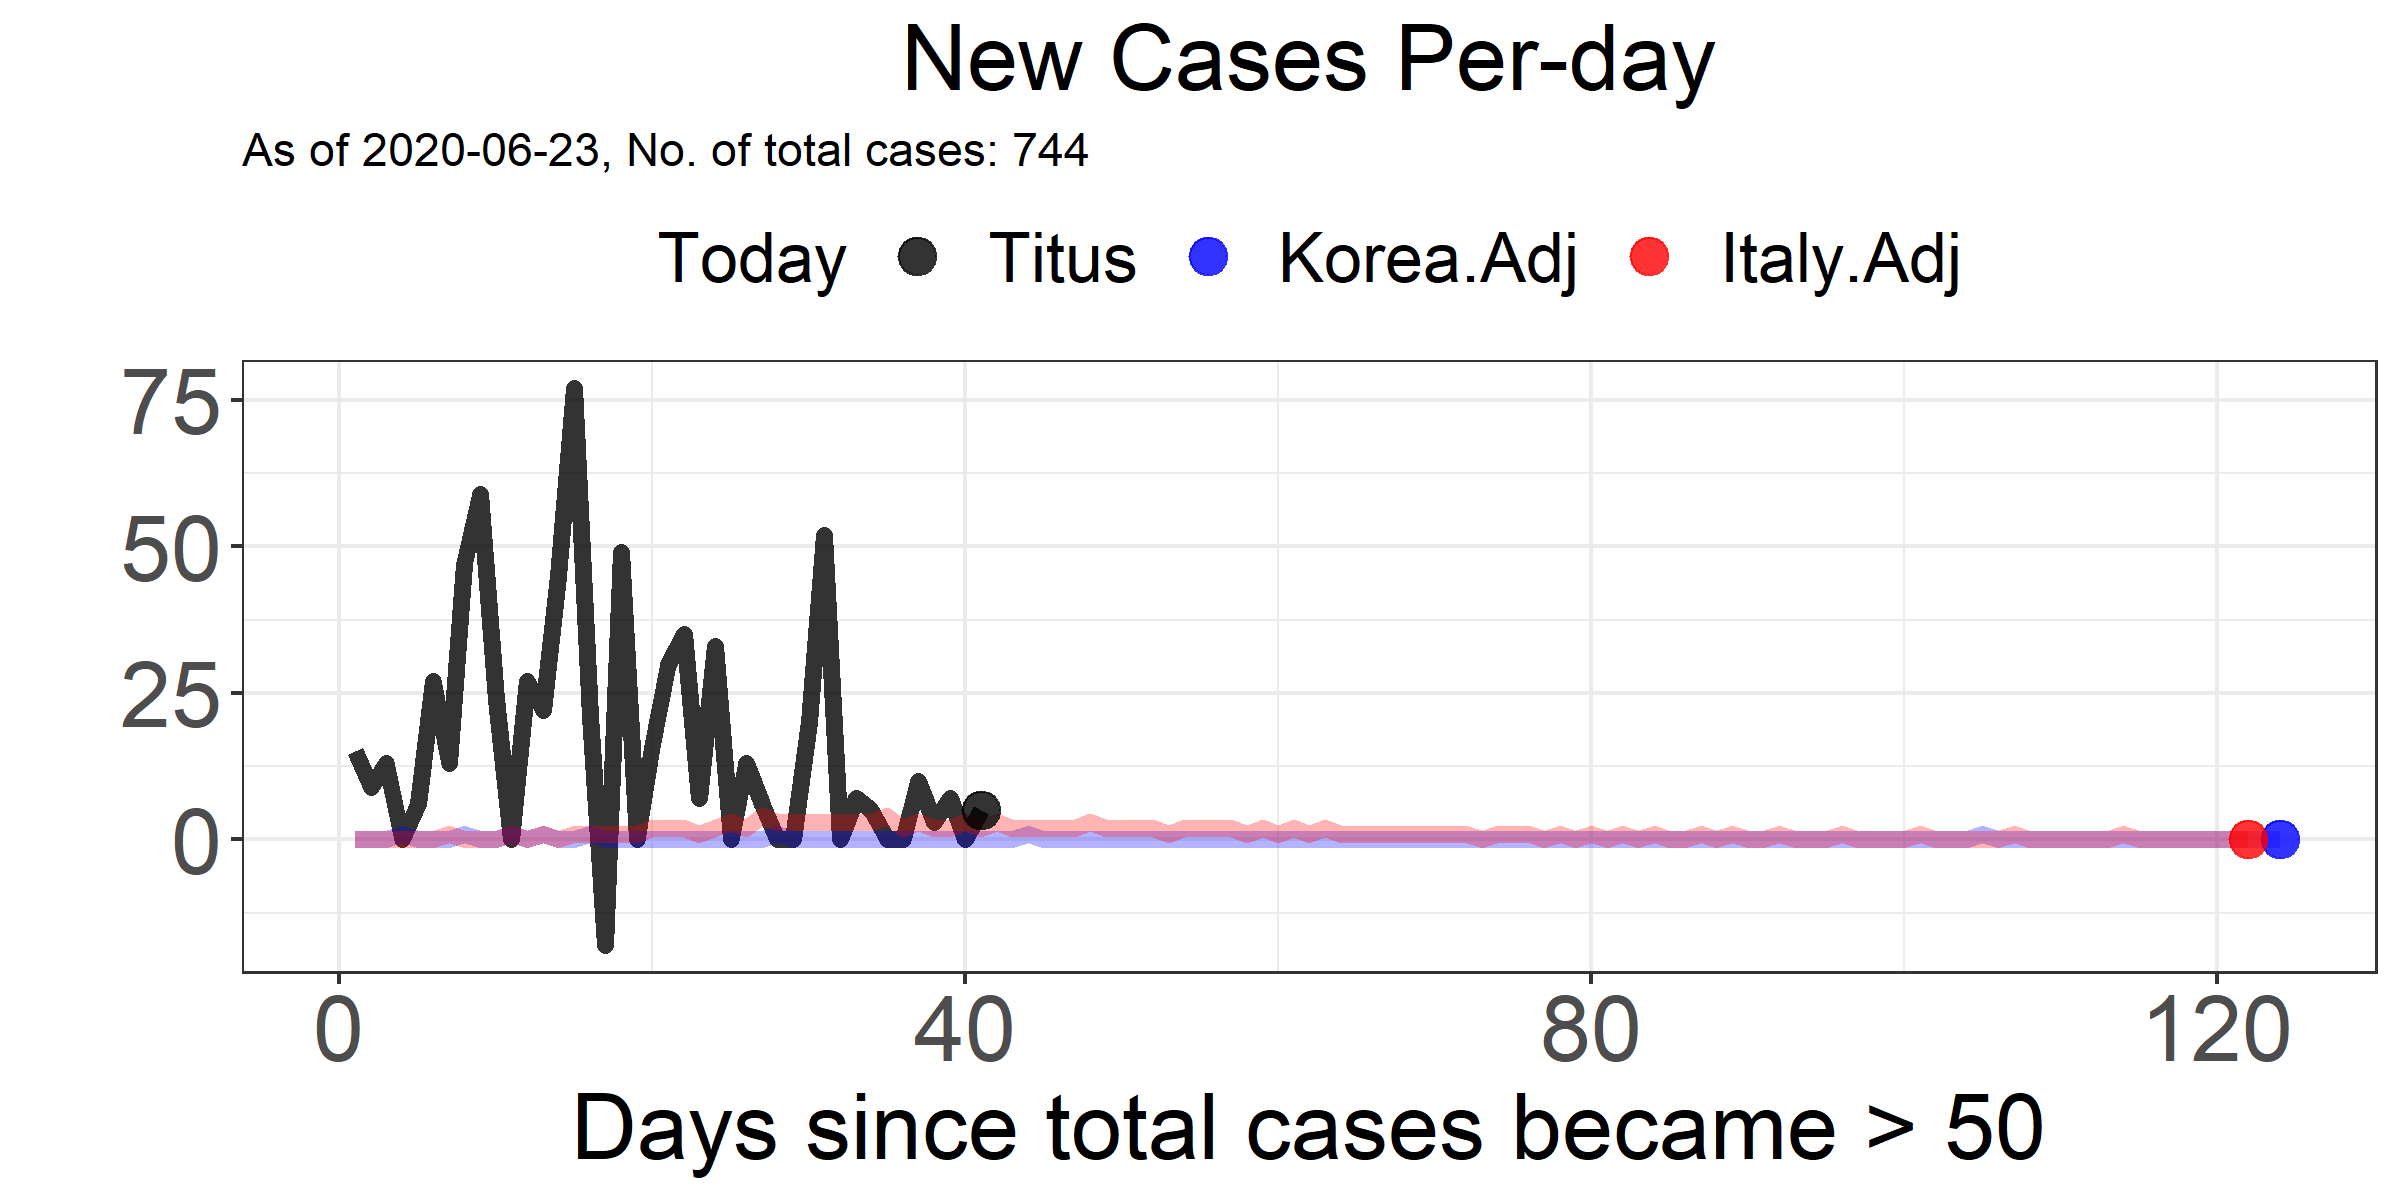 New Cases Per-day
As of 2020-06-23, No. of total cases: 744
Today Titus Korea.Adj Italy.Adj
75
50
25
0
0 40 80 120
Days since total cases became > 50